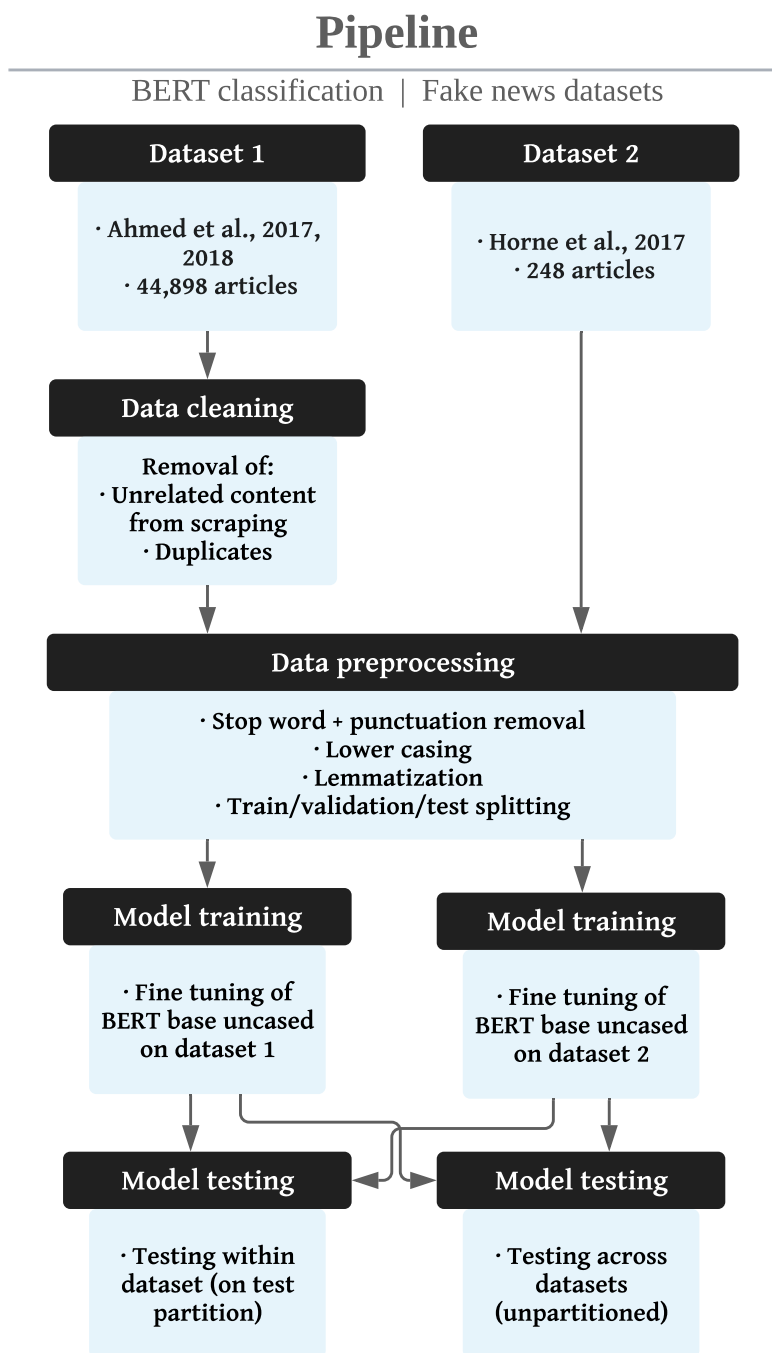 Pipeline
BERT classification | Fake news datasets
Dataset 1
· Ahmed et al., 2017,
2018
· 44,898 articles
Dataset 2
· Horne et al., 2017
· 248 articles
Data cleaning
Removal of:
· Unrelated content
from scraping
· Duplicates
Data preprocessing
· Stop word + punctuation removal
· Lower casing
· Lemmatization
· Train/validation/test splitting
Model training
· Fine tuning of
BERT base uncased
on dataset 1
Model training
· Fine tuning of
BERT base uncased
on dataset 2
Model testing
· Testing within
dataset (on test
partition)
Model testing
· Testing across
datasets
(unpartitioned)